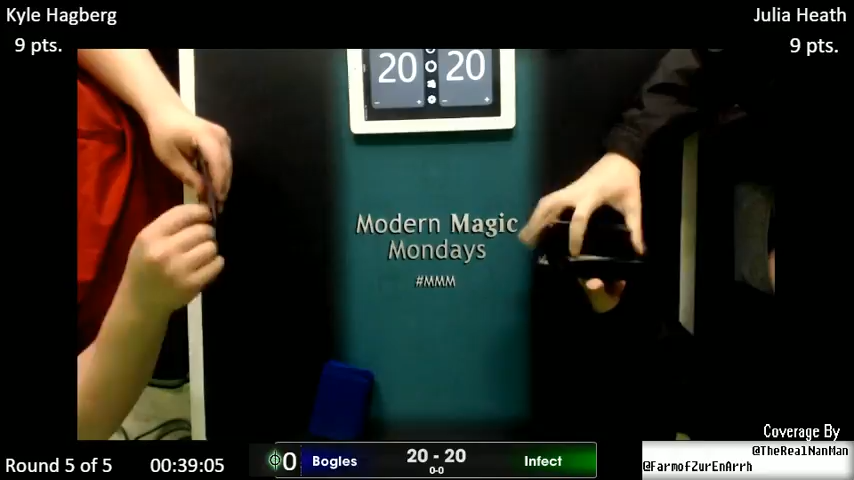 Kyle Hagberg
Julia Heath
9 pts.
9 pts.
20
20
Modern Magic
Mondays
#MMM
Coverage By
@TheRealNanMan
@FarmofZurEnArrh
Round 5 of 5
00:39:05
0
Bogles
20 - 20
0-0
Infect